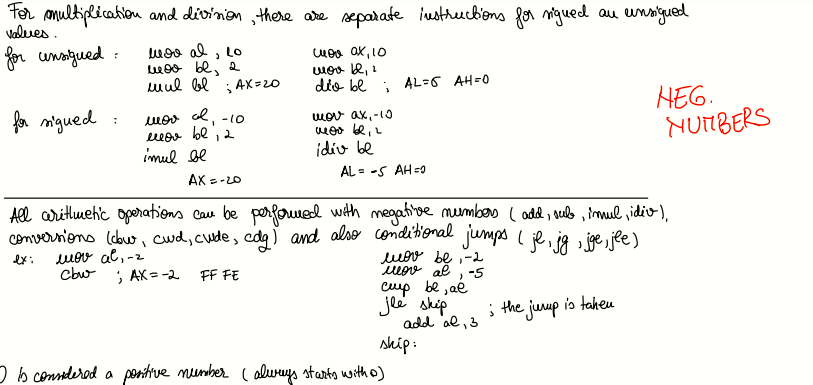 For multiplication and division, there are separate instructions for signed an unsigned
values.
for unsigned : mov al, 10 mov ax, 10
mov bl, 2 mov bl, 2
mul bl ; AX=20 div bl ; AL=5 AH=0
NEG.
NUMBERS
for signed : mov al, -10 mov ax, -10
mov bl, 2 mov bl, 2
imul bl idiv bl
AX = -20 AL = -5 AH=0
All arithmetic operations can be performed with negative numbers (add, sub, imul, idiv),
conversions (cbw, cwd, cwde, cdq) and also conditional jumps (jl, jg, jge, jle)
ex: mov al, -2 mov bl, -2
cbw ; AX = -2 FF FE mov al, -5
cmp bl, al
jle skip ; the jump is taken
add al, 3
skip:
0 is considered a positive number (always starts with 0)